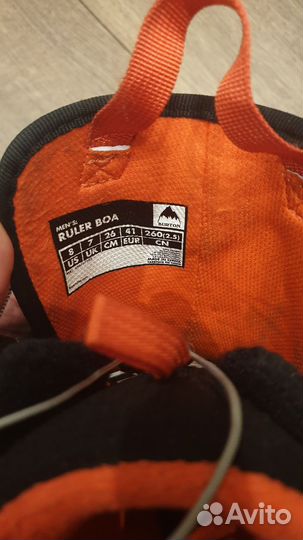 MEN'S:
RULER BOA
8 7 26 41 260(2.5)
US UK CM EUR CN
BURTON
Avito